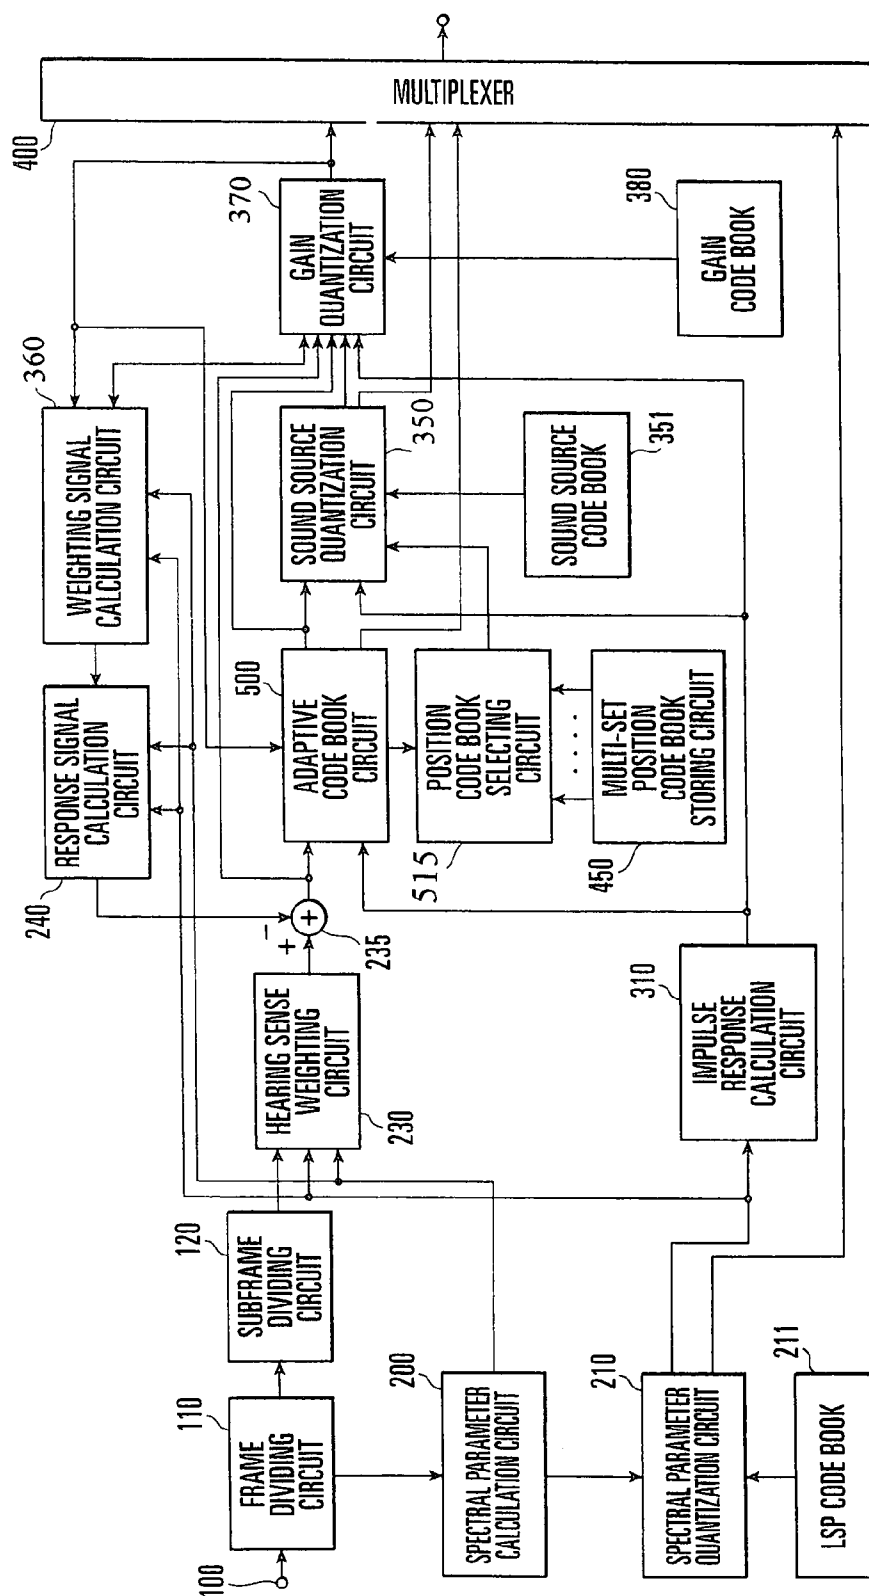 100
110
FRAME
DIVIDING
CIRCUIT
120
SUBFRAME
DIVIDING
CIRCUIT
200
SPECTRAL PARAMETER
CALCULATION CIRCUIT
210
SPECTRAL PARAMETER
QUANTIZATION CIRCUIT
211
LSP CODE BOOK
230
HEARING SENSE
WEIGHTING
CIRCUIT
+
−
+
235
240
RESPONSE SIGNAL
CALCULATION
CIRCUIT
310
IMPULSE
RESPONSE
CALCULATION
CIRCUIT
360
WEIGHTING SIGNAL
CALCULATION CIRCUIT
500
ADAPTIVE
CODE BOOK
CIRCUIT
515
POSITION
CODE BOOK
SELECTING
CIRCUIT
. . . . .
450
MULTI-SET
POSITION
CODE BOOK
STORING CIRCUIT
350
SOUND SOURCE
QUANTIZATION
CIRCUIT
351
SOUND SOURCE
CODE BOOK
370
GAIN
QUANTIZATION
CIRCUIT
380
GAIN
CODE BOOK
400
MULTIPLEXER